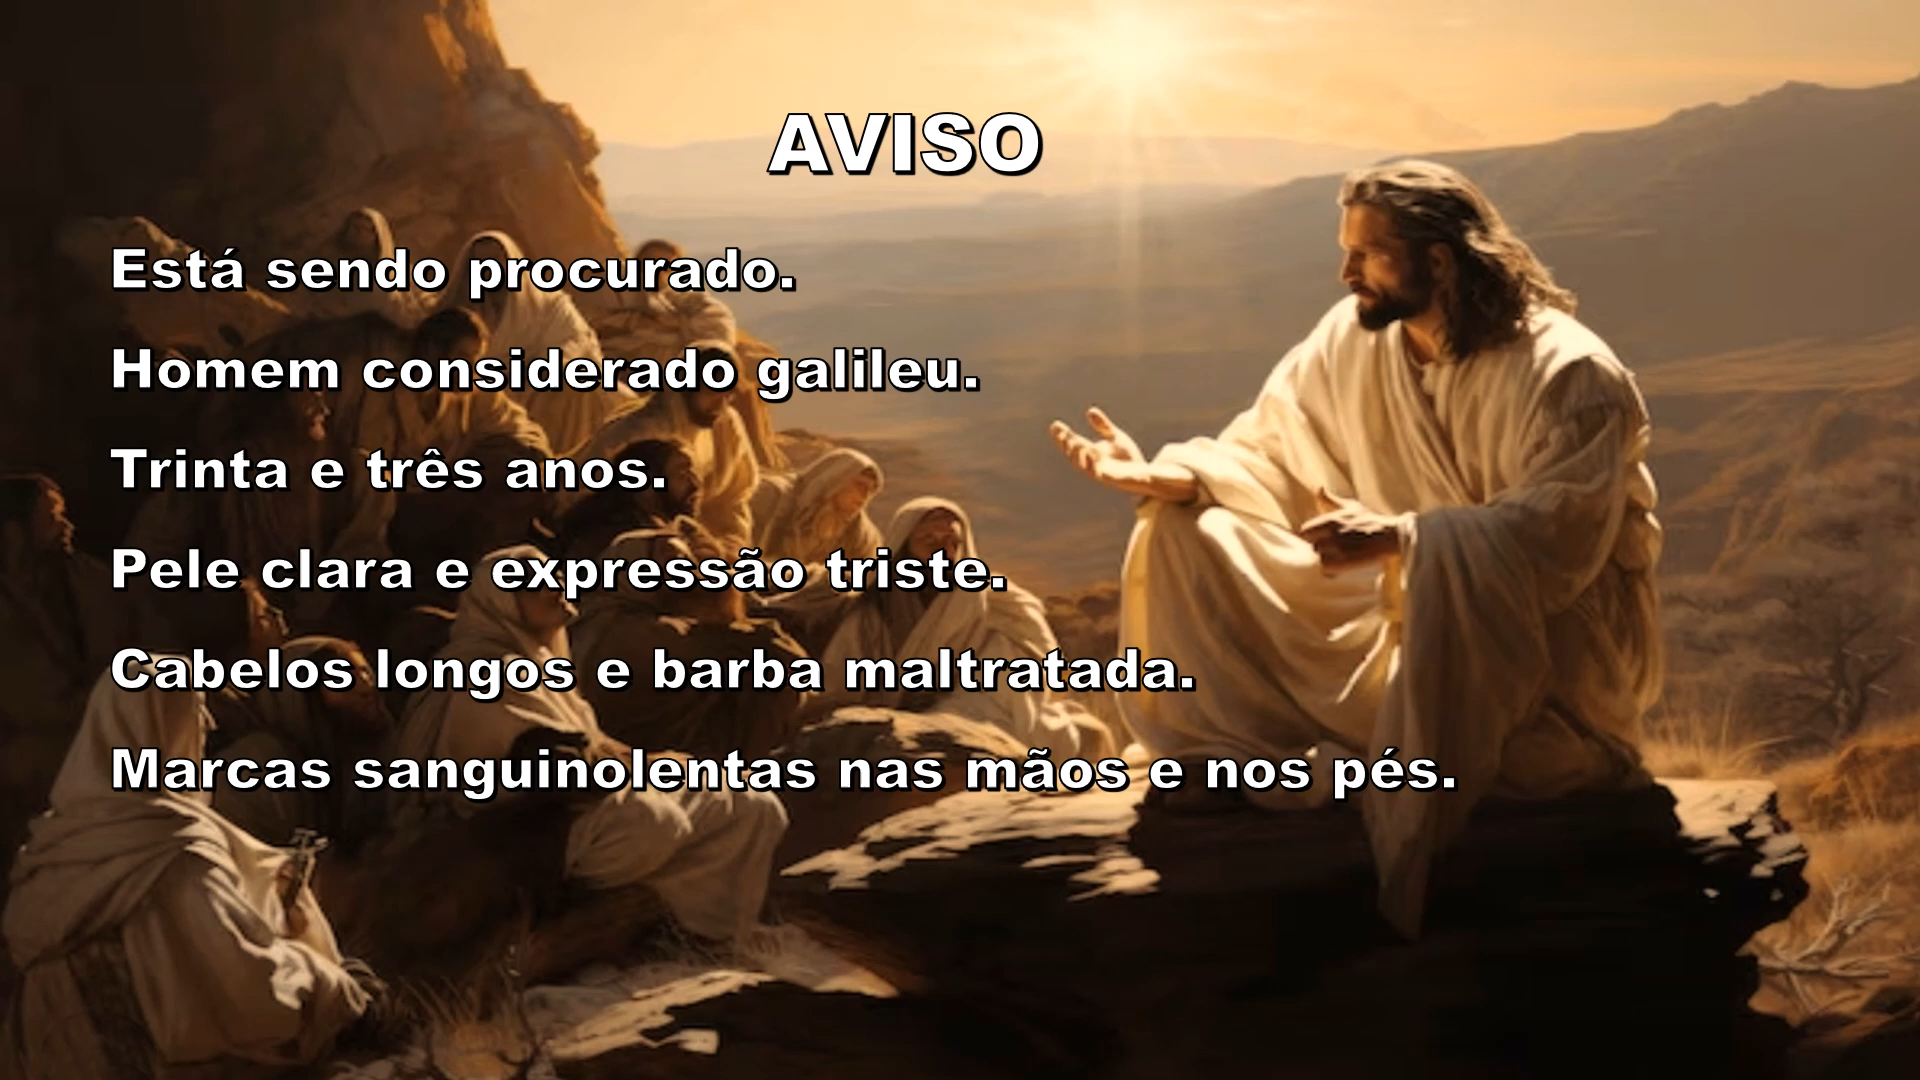 AVISO
Está sendo procurado.
Homem considerado galileu.
Trinta e três anos.
Pele clara e expressão triste.
Cabelos longos e barba maltratada.
Marcas sanguinolentas nas mãos e nos pés.